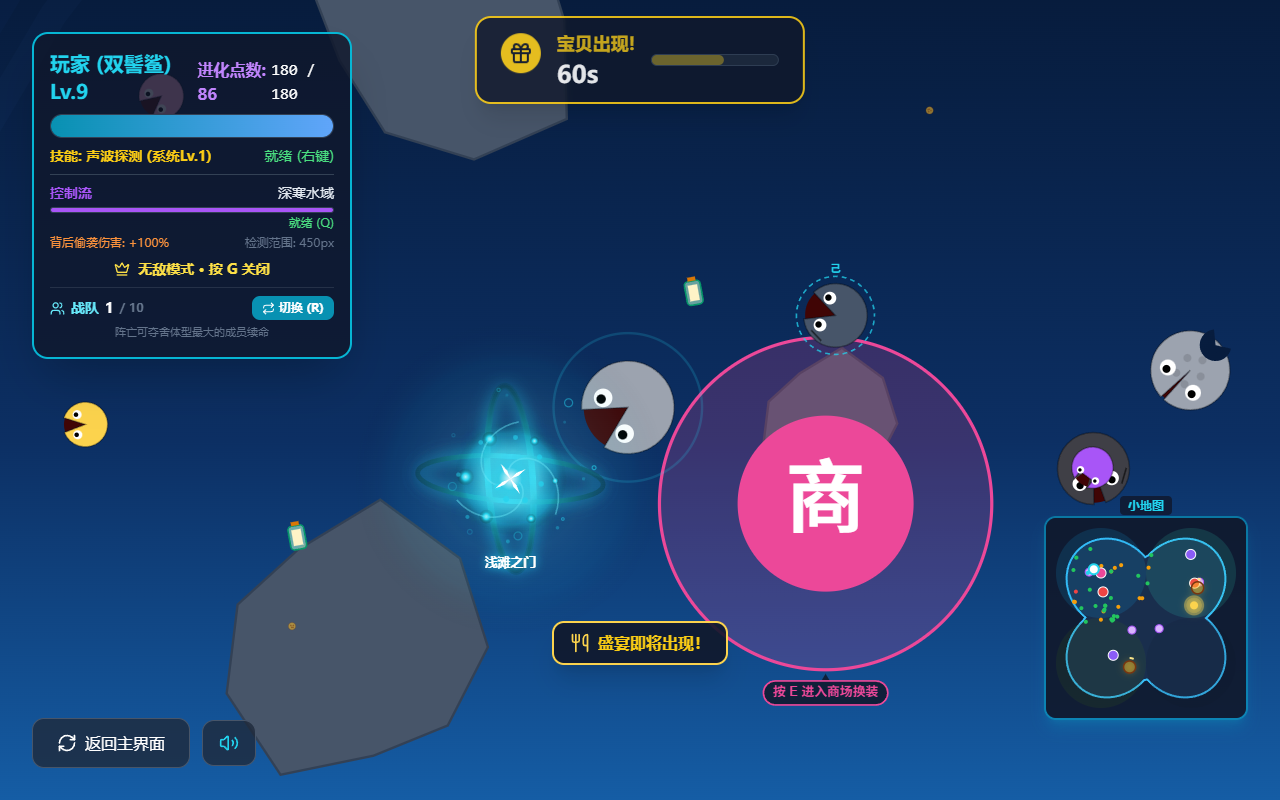 玩家 (双髻鲨)
Lv.9
进化点数: 180 /
86 180
技能: 声波探测 (系统Lv.1) 就绪 (右键)
控制流 深寒水域
就绪 (Q)
背后偷袭伤害: +100% 检测范围: 450px
无敌模式 • 按 G 关闭
战队 1 / 10 切换 (R)
阵亡可夺舍体型最大的成员续命
宝贝出现!
60s
己
商
浅滩之门
盛宴即将出现!
按 E 进入商场换装
小地图
返回主界面